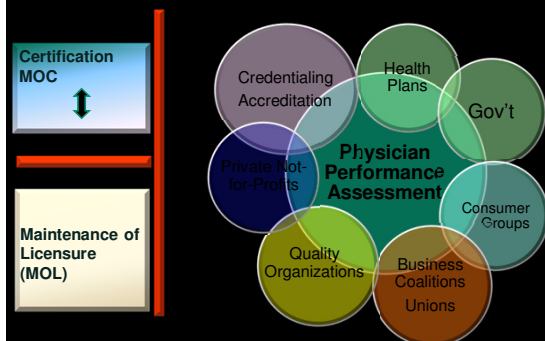 Certification
MOC
Maintenance of
Licensure
(MOL)
Credentialing
Accreditation
Health
Plans
Gov't
Private Not-
for-Profits
Physician
Performance
Assessment
Consumer
Groups
Quality
Organizations
Business
Coalitions
Unions